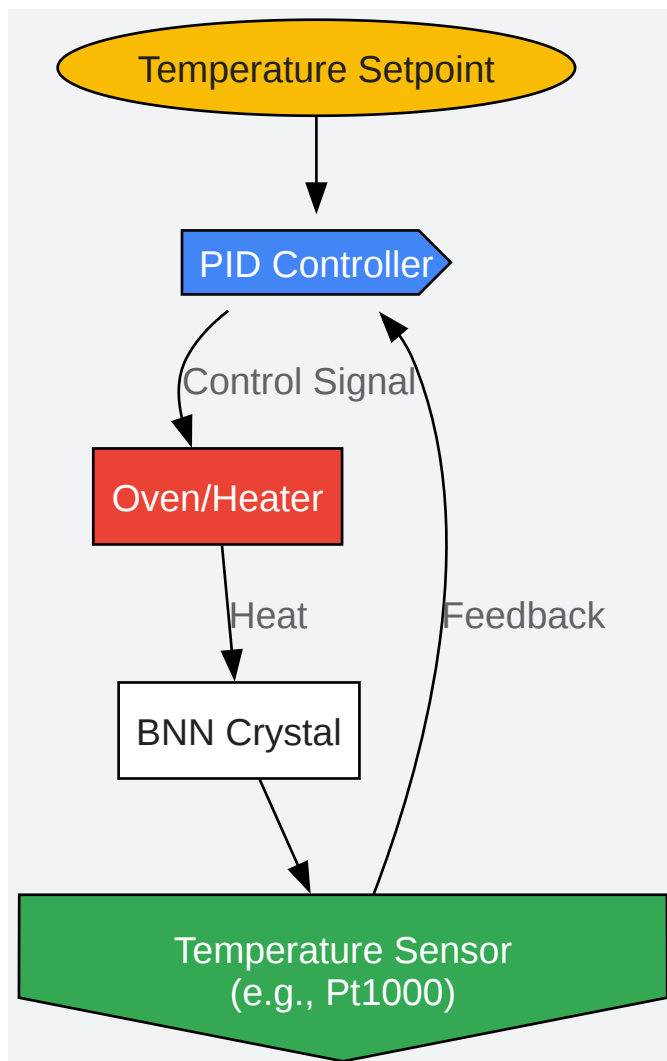 Temperature Setpoint
PID Controller
Control Signal
Oven/Heater
Heat
Feedback
BNN Crystal
Temperature Sensor
(e.g., Pt1000)